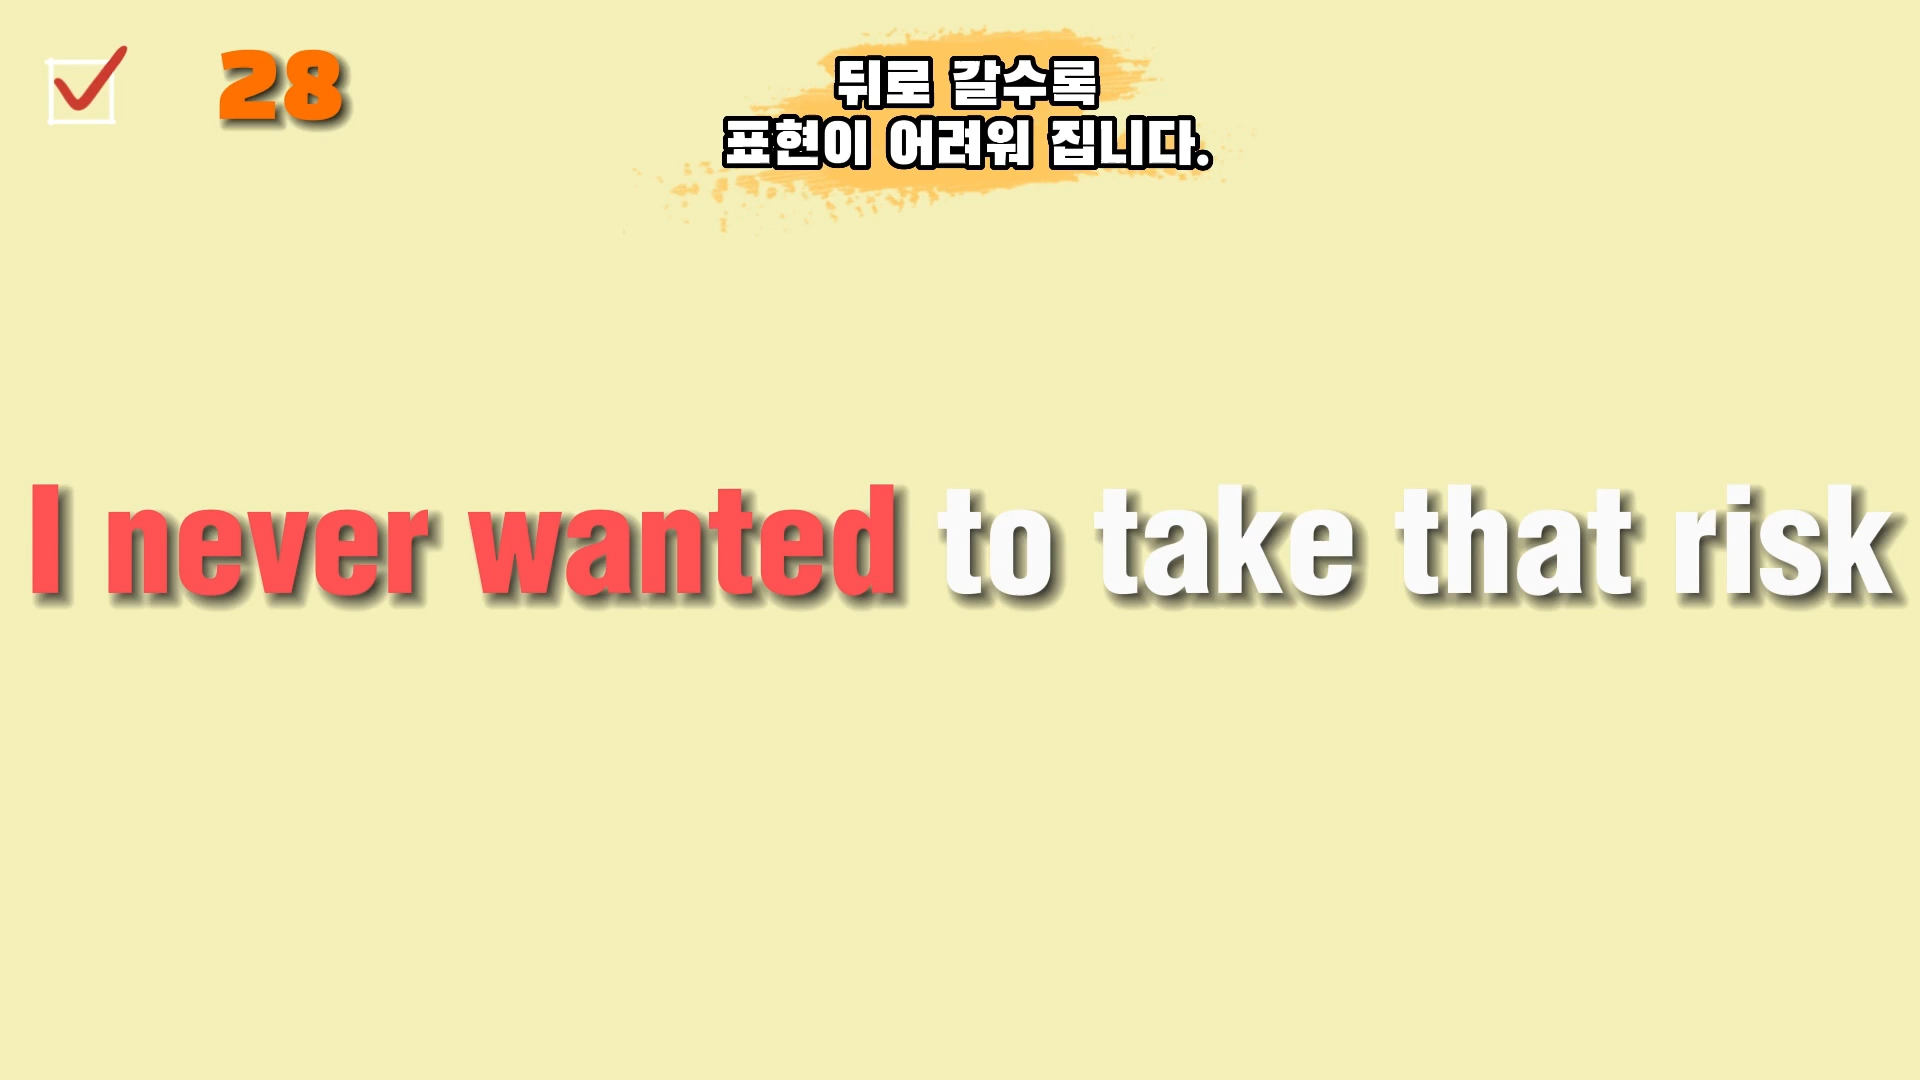 28
뒤로 갈수록
표현이 어려워 집니다.
I never wanted to take that risk